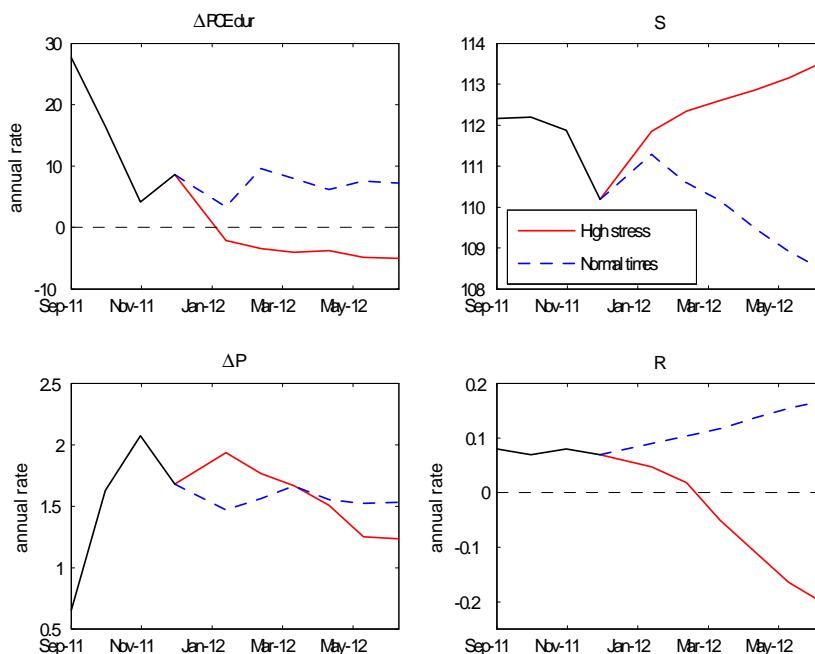 ΔPCE dur
annual rate
30
20
10
0
-10
Sep-11 Nov-11 Jan-12 Mar-12 May-12
S
114
113
112
111
110
109
108
High stress
Normal times
Sep-11 Nov-11 Jan-12 Mar-12 May-12
ΔP
annual rate
2.5
2
1.5
1
0.5
Sep-11 Nov-11 Jan-12 Mar-12 May-12
R
annual rate
0.2
0.1
0
-0.1
-0.2
Sep-11 Nov-11 Jan-12 Mar-12 May-12